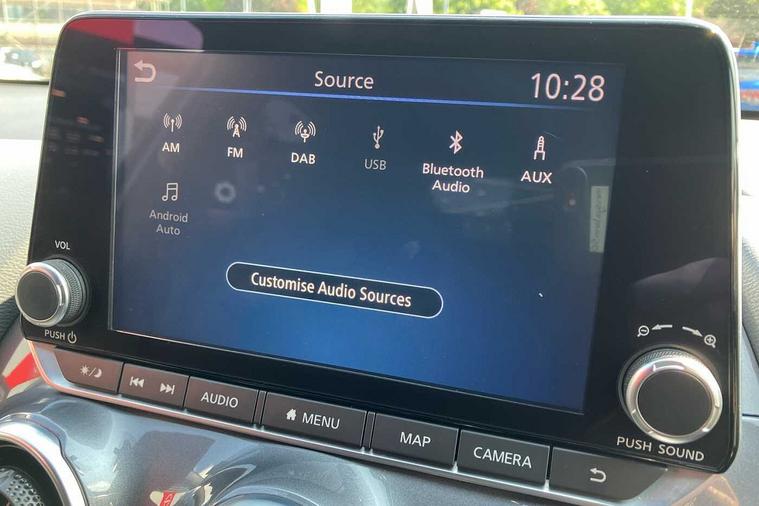 Source
10:28
AM
FM
DAB
USB
Bluetooth
Audio
AUX
Android
Auto
Customise Audio Sources
VOL
PUSH
PUSH SOUND
AUDIO
MENU
MAP
CAMERA